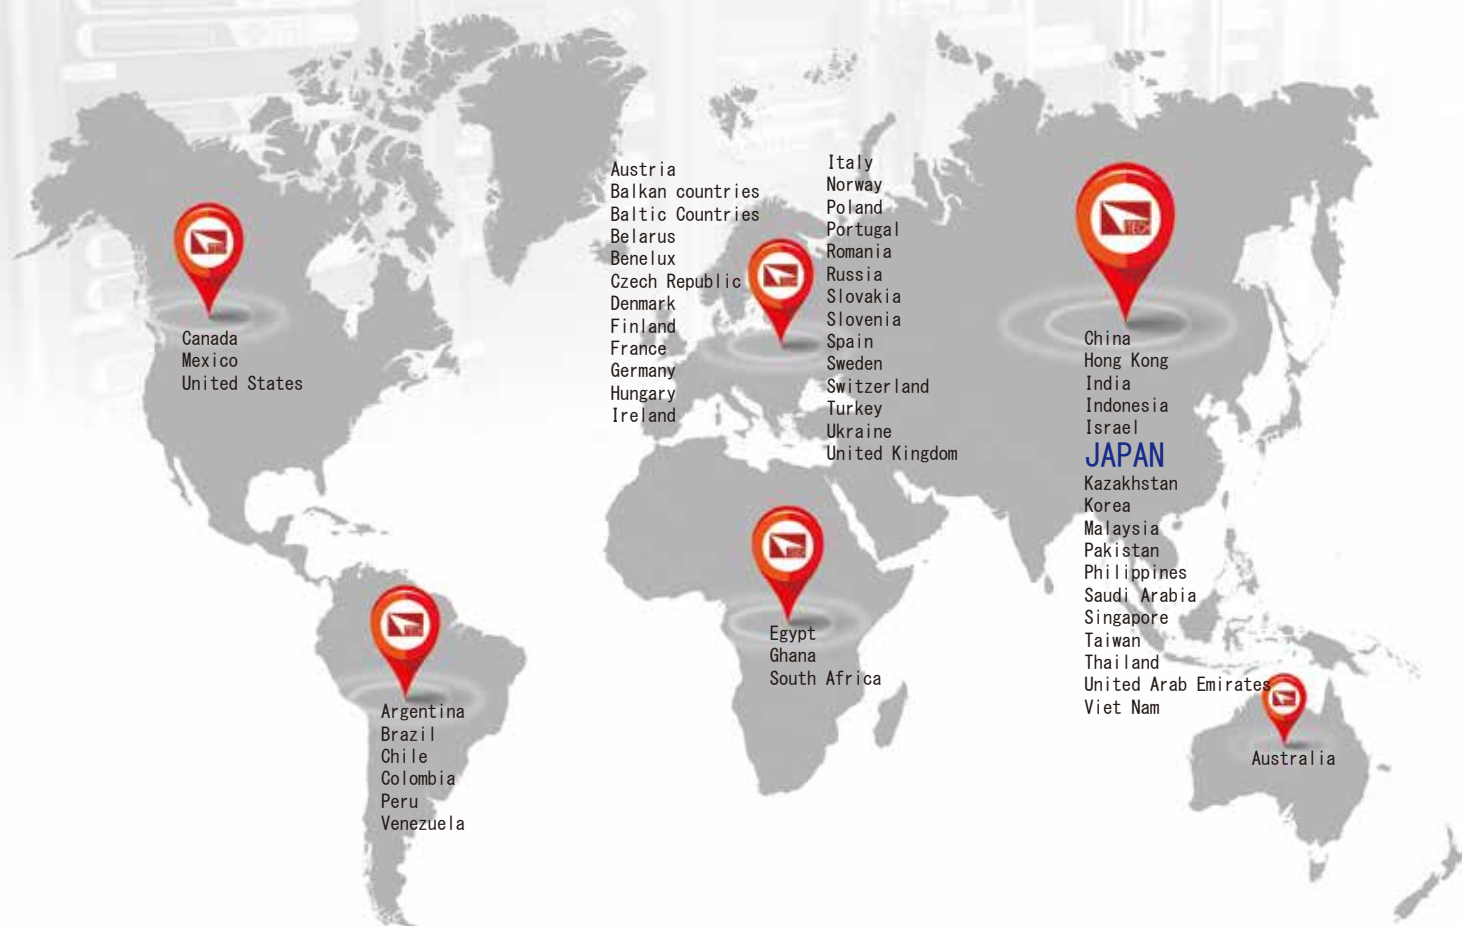 Canada
Mexico
United States
Austria
Balkan countries
Baltic Countries
Belarus
Benelux
Czech Republic
Denmark
Finland
France
Germany
Hungary
Ireland
Italy
Norway
Poland
Portugal
Romania
Russia
Slovakia
Slovenia
Spain
Sweden
Switzerland
Turkey
Ukraine
United Kingdom
TECH
China
Hong Kong
India
Indonesia
Israel
JAPAN
Kazakhstan
Korea
Malaysia
Pakistan
Philippines
Saudi Arabia
Singapore
Taiwan
Thailand
United Arab Emirates
Viet Nam
Egypt
Ghana
South Africa
Argentina
Brazil
Chile
Colombia
Peru
Venezuela
Australia